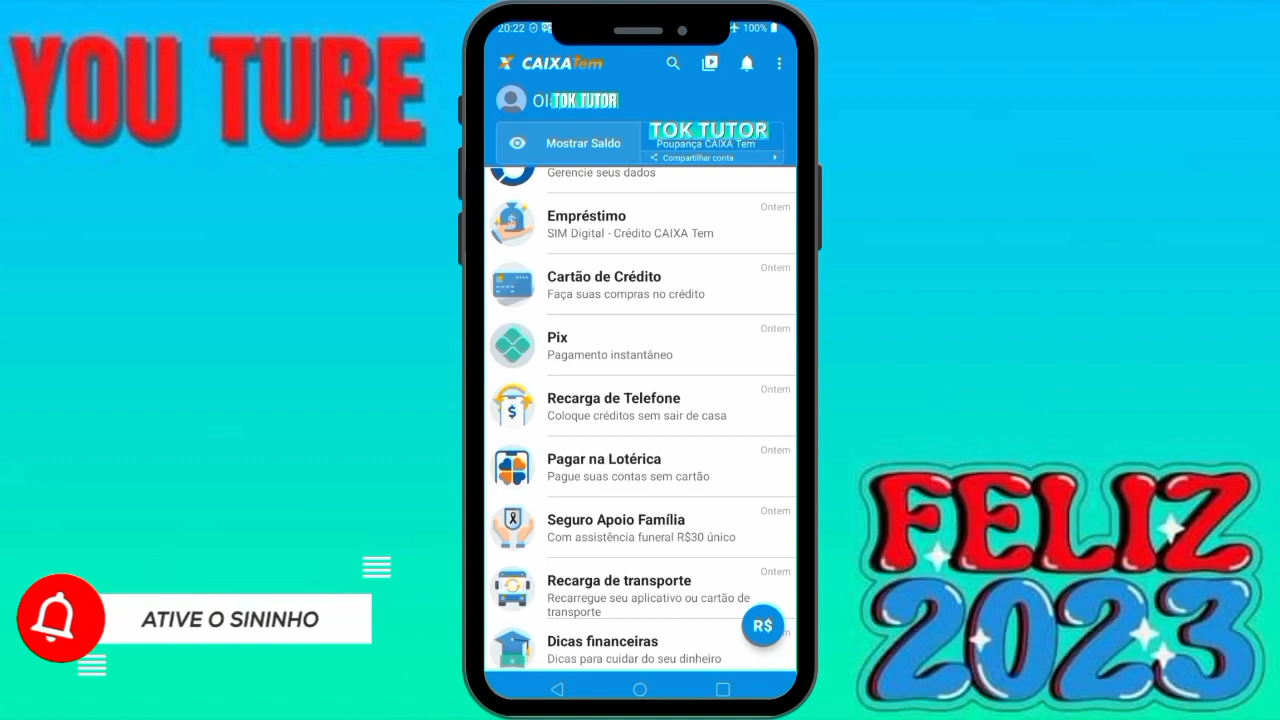 YOU TUBE
20:22
100%
CAIXATem
Ol
TOK TUTOR
Mostrar Saldo
TOK TUTOR
Poupança CAIXA Tem
Compartilhar conta
Gerencie seus dados
Ontem
Empréstimo
SIM Digital - Crédito CAIXA Tem
Ontem
Cartão de Crédito
Faça suas compras no crédito
Ontem
Pix
Pagamento instantâneo
Ontem
Recarga de Telefone
Coloque créditos sem sair de casa
Ontem
Pagar na Lotérica
Pague suas contas sem cartão
Ontem
Seguro Apoio Família
Com assistência funeral R$30 único
Ontem
Recarga de transporte
Recarregue seu aplicativo ou cartão de
transporte
R$
Dicas financeiras
Dicas para cuidar do seu dinheiro
ATIVE O SININHO
FELIZ
2023